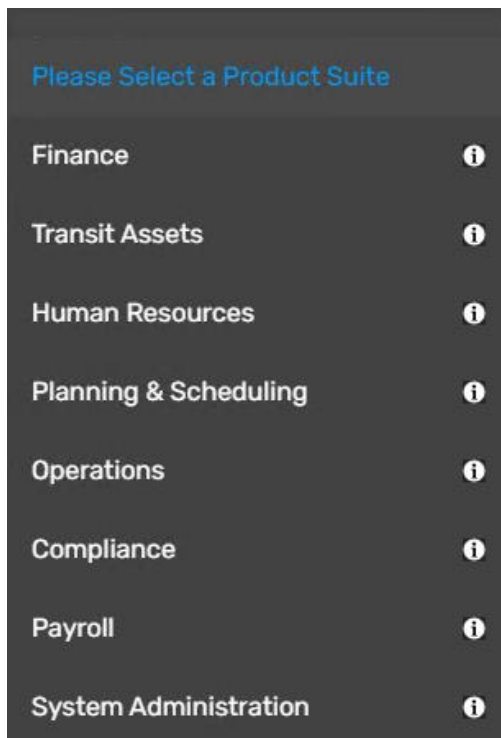 Please Select a Product Suite
Finance
Transit Assets
Human Resources
Planning & Scheduling
Operations
Compliance
Payroll
System Administration